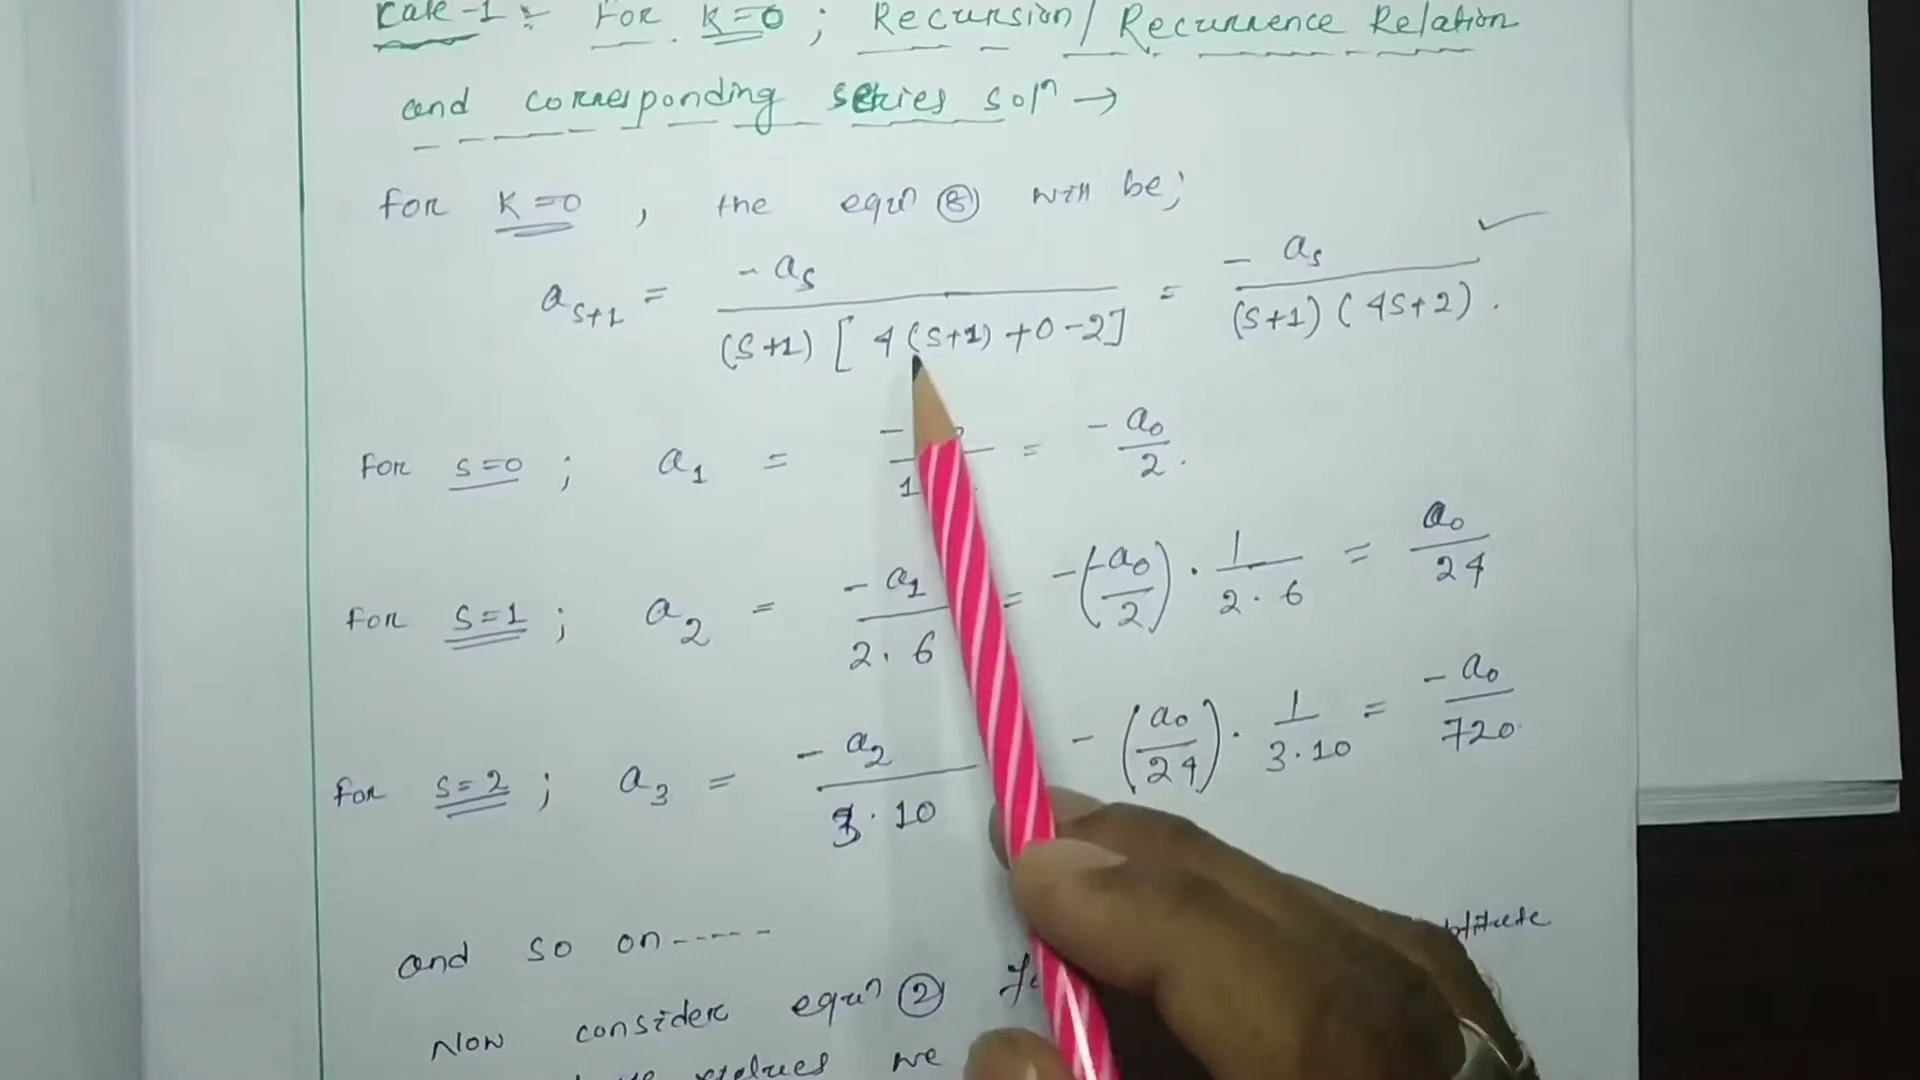 Case-1 :- For K=0 ; Recursion/Recurrence Relation
and corresponding series solⁿ →
for K=0 , the equⁿ ⑧ will be;
a_{s+1} = -a_s / (s+1) [ 4(s+1) + 0 - 2 ] = -a_s / (s+1) (4s+2) .
For s=0 ; a_1 = = -a_0 / 2 .
For s=1 ; a_2 = -a_1 / 2.6 = -(-a_0 / 2) . 1 / 2.6 = a_0 / 24
for s=2 ; a_3 = -a_2 / 3.10 -(a_0 / 24) . 1 / 3.10 = -a_0 / 720
and so on-----
Now consider equⁿ ②
values we